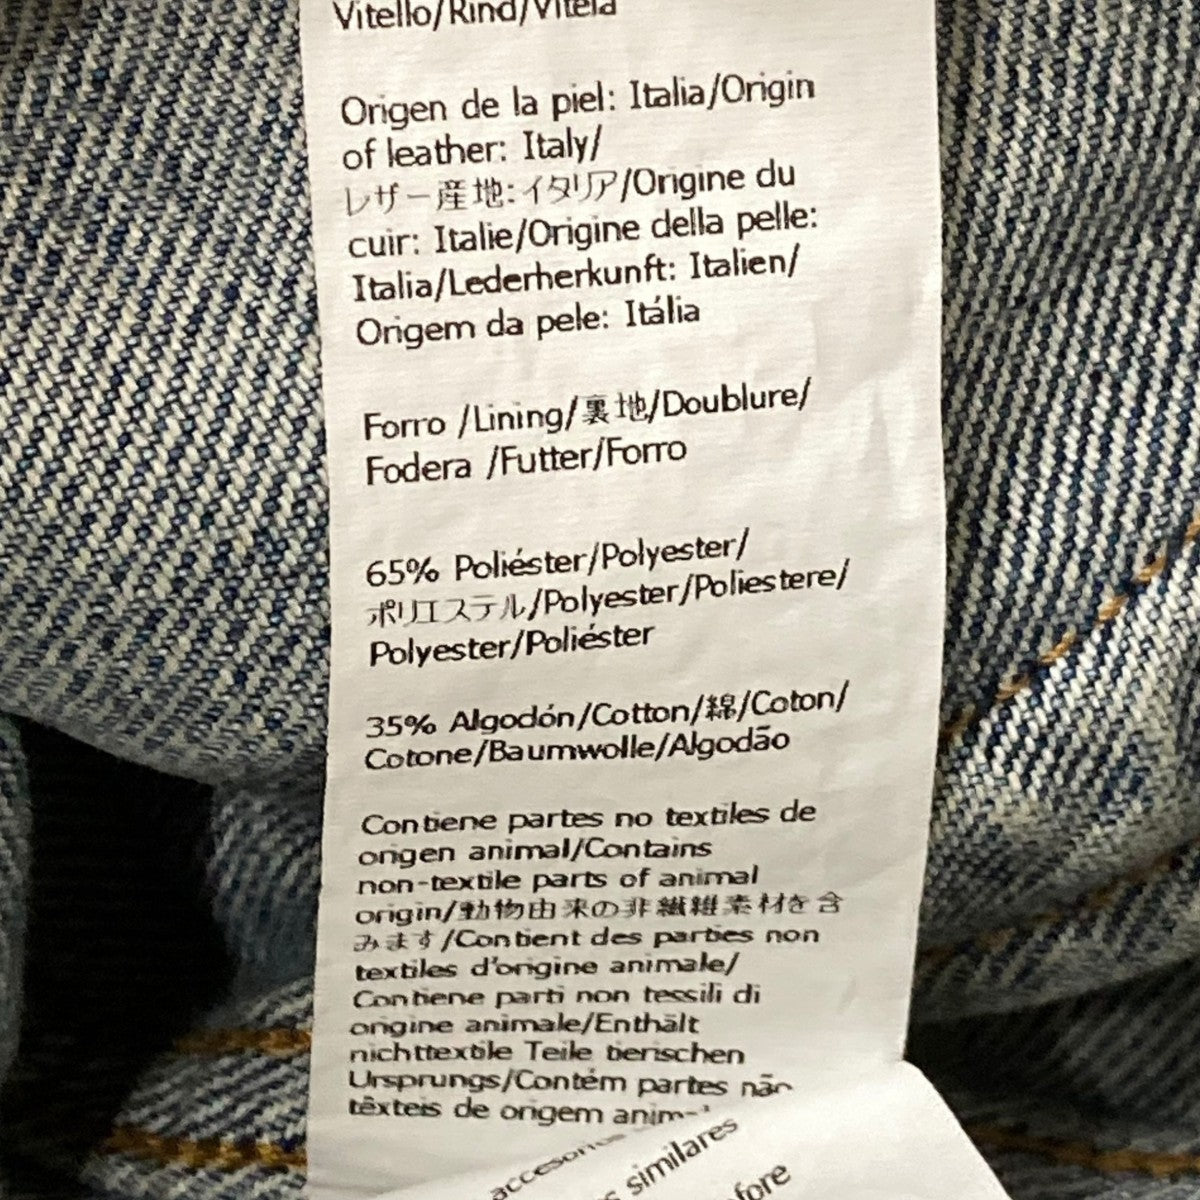 Vitello/Rind/Vitela
Origen de la piel: Italia/Origin
of leather: Italy/
レザー産地:イタリア/Origine du
cuir: Italie/Origine della pelle:
Italia/Lederherkunft: Italien/
Origem da pele: Itália
Forro /Lining/裏地/Doublure/
Fodera /Futter/Forro
65% Poliéster/Polyester/
ポリエステル/Polyester/Poliestere/
Polyester/Poliéster
35% Algodón/Cotton/綿/Coton/
Cotone/Baumwolle/Algodão
Contiene partes no textiles de
origen animal/Contains
non-textile parts of animal
origin/動物由来の非繊維素材を含
みます/Contient des parties non
textiles d'origine animale/
Contiene parti non tessili di
origine animale/Enthält
nichttextile Teile tierischen
Ursprungs/Contém partes não
têxteis de origem
accesorios
similares